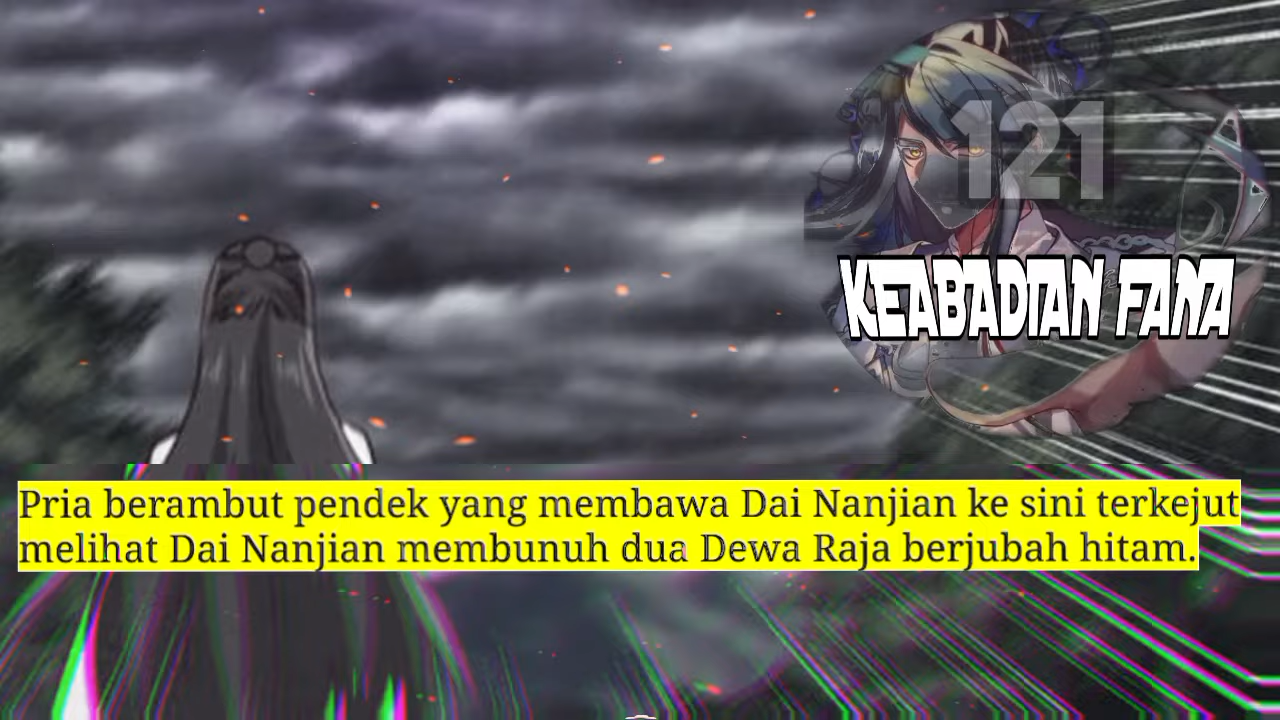 121
KEABADIAN FANA
Pria berambut pendek yang membawa Dai Nanjian ke sini terkejut
melihat Dai Nanjian membunuh dua Dewa Raja berjubah hitam.